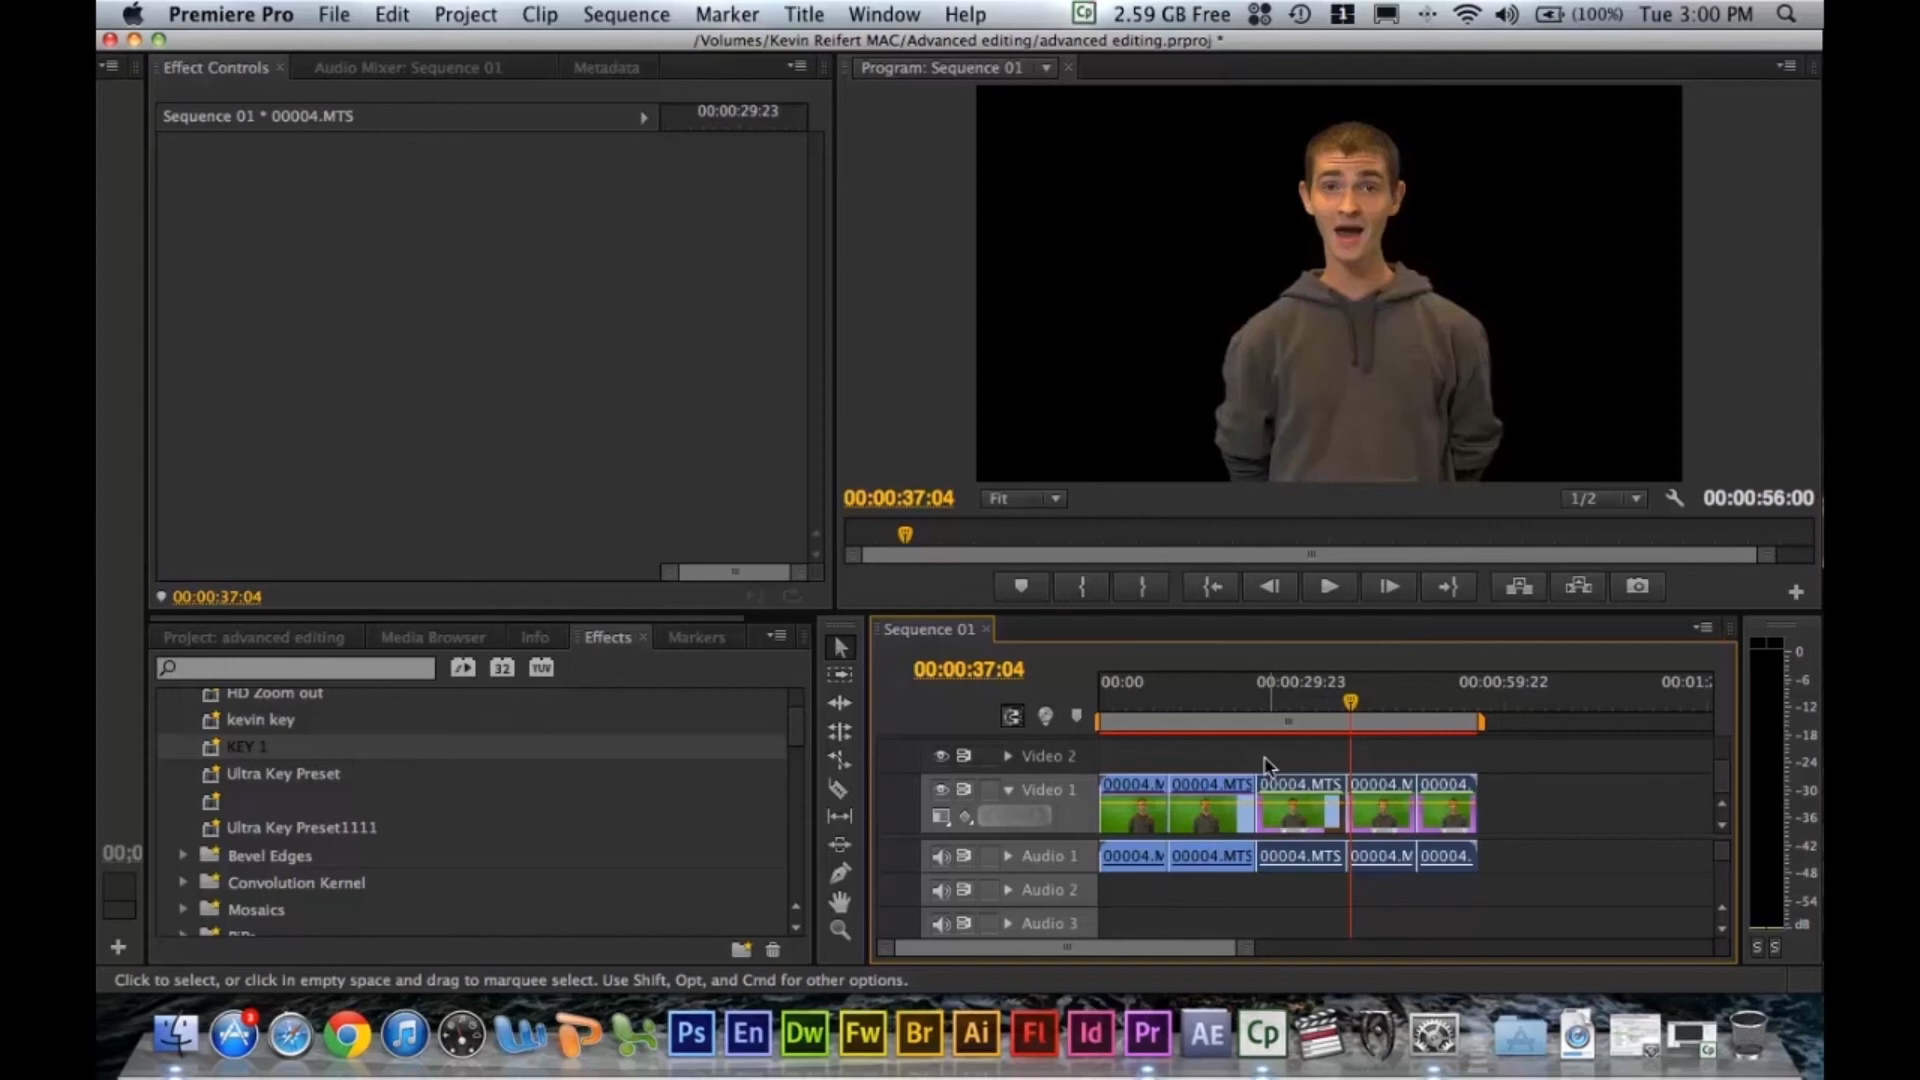 Premiere Pro File Edit Project Clip Sequence Marker Title Window Help Cp 2.59 GB Free 1 (100%) Tue 3:00 PM
/Volumes/Kevin Reifert MAC/Advanced editing/advanced editing.prproj *
Effect Controls × Audio Mixer: Sequence 01 Metadata
Program: Sequence 01 ×
Sequence 01 * 00004.MTS
00:00:29:23
00:00:37:04 Fit 1/2 00:00:56:00
00:00:37:04
Project: advanced editing Media Browser Info Effects × Markers
32 YUV
HD Zoom out
kevin key
KEY 1
Ultra Key Preset
Ultra Key Preset1111
Bevel Edges
Convolution Kernel
Mosaics
00;0
Sequence 01 ×
00:00:37:04
00:00 00:00:29:23 00:00:59:22 00:01:
Video 2
Video 1
00004.M 00004.MTS 00004.MTS 00004.M 00004.
Audio 1
00004.M 00004.MTS 00004.MTS 00004.M 00004.
Audio 2
Audio 3
0
-6
-12
-18
-24
-30
-36
-42
-48
-54
dB
S S
Click to select, or click in empty space and drag to marquee select. Use Shift, Opt, and Cmd for other options.
3
Ps En Dw Fw Br Ai Fl Id Pr AE Cp